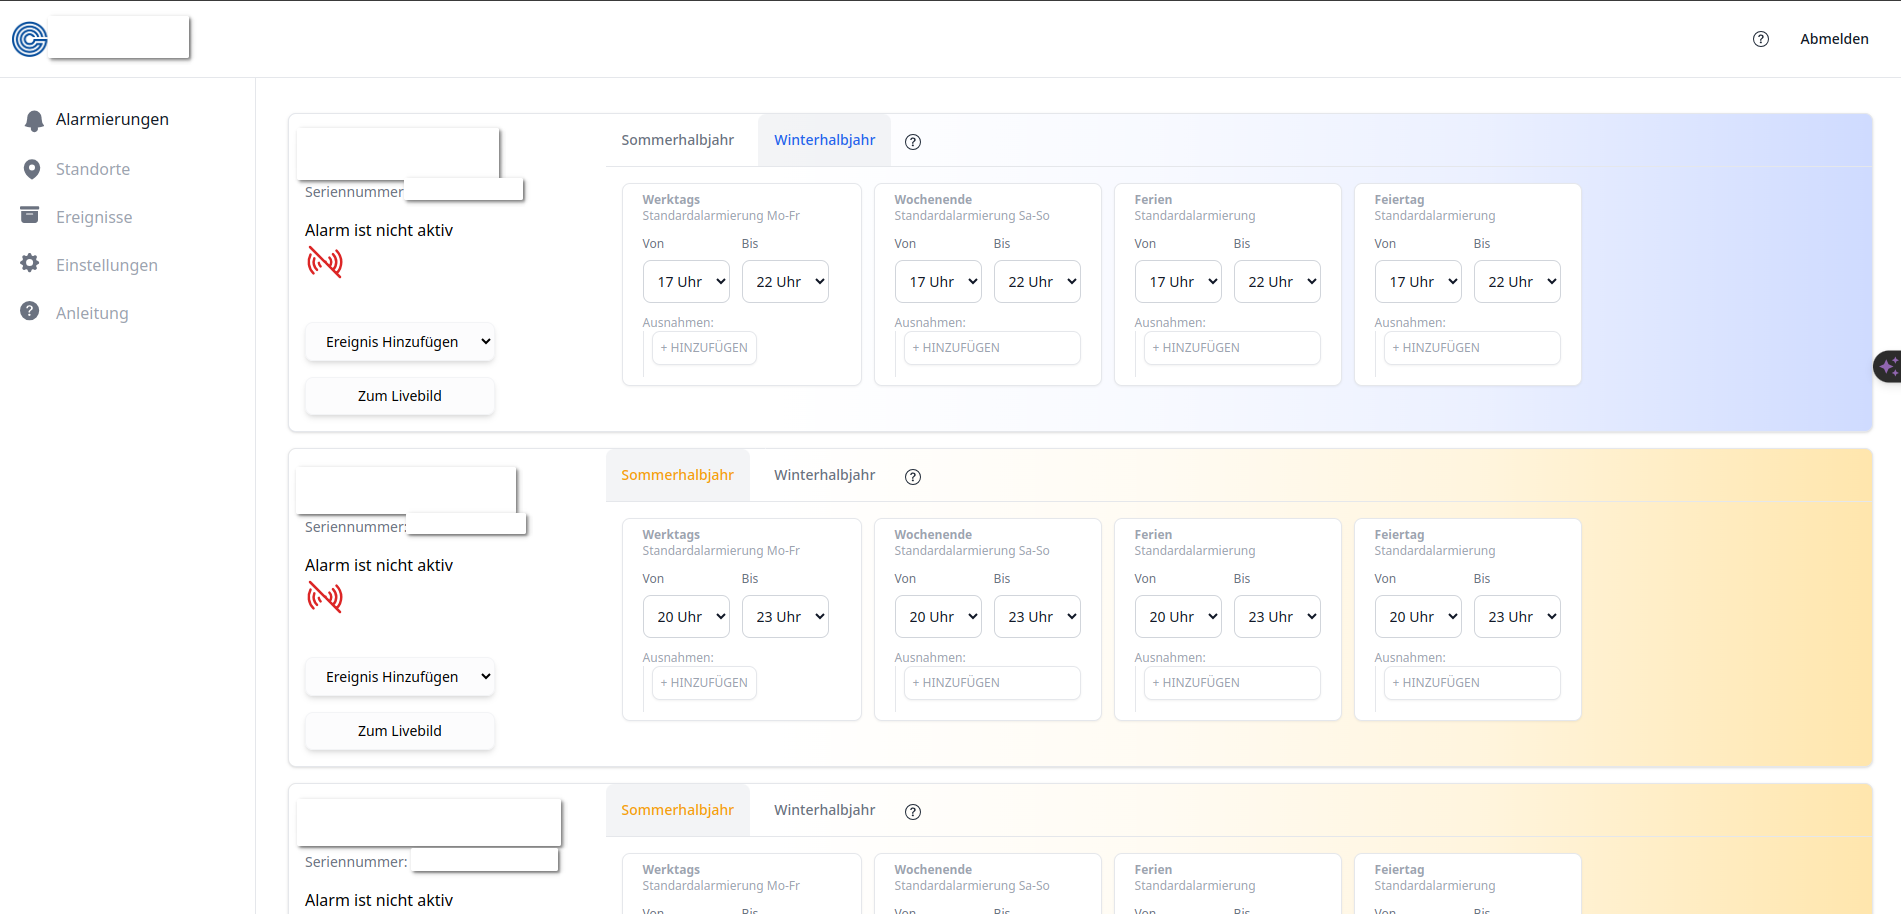 Abmelden
Alarmierungen
Standorte
Ereignisse
Einstellungen
Anleitung
Seriennummer
Alarm ist nicht aktiv
Ereignis Hinzufügen
Zum Livebild
Sommerhalbjahr Winterhalbjahr
Werktags
Standardalarmierung Mo-Fr
Von Bis
17 Uhr 22 Uhr
Ausnahmen:
+ HINZUFÜGEN
Wochenende
Standardalarmierung Sa-So
Von Bis
17 Uhr 22 Uhr
Ausnahmen:
+ HINZUFÜGEN
Ferien
Standardalarmierung
Von Bis
17 Uhr 22 Uhr
Ausnahmen:
+ HINZUFÜGEN
Feiertag
Standardalarmierung
Von Bis
17 Uhr 22 Uhr
Ausnahmen:
+ HINZUFÜGEN
Seriennummer:
Alarm ist nicht aktiv
Ereignis Hinzufügen
Zum Livebild
Sommerhalbjahr Winterhalbjahr
Werktags
Standardalarmierung Mo-Fr
Von Bis
20 Uhr 23 Uhr
Ausnahmen:
+ HINZUFÜGEN
Wochenende
Standardalarmierung Sa-So
Von Bis
20 Uhr 23 Uhr
Ausnahmen:
+ HINZUFÜGEN
Ferien
Standardalarmierung
Von Bis
20 Uhr 23 Uhr
Ausnahmen:
+ HINZUFÜGEN
Feiertag
Standardalarmierung
Von Bis
20 Uhr 23 Uhr
Ausnahmen:
+ HINZUFÜGEN
Seriennummer:
Alarm ist nicht aktiv
Sommerhalbjahr Winterhalbjahr
Werktags
Standardalarmierung Mo-Fr
Von Bis
Wochenende
Standardalarmierung Sa-So
Von Bis
Ferien
Standardalarmierung
Von Bis
Feiertag
Standardalarmierung
Von Bis